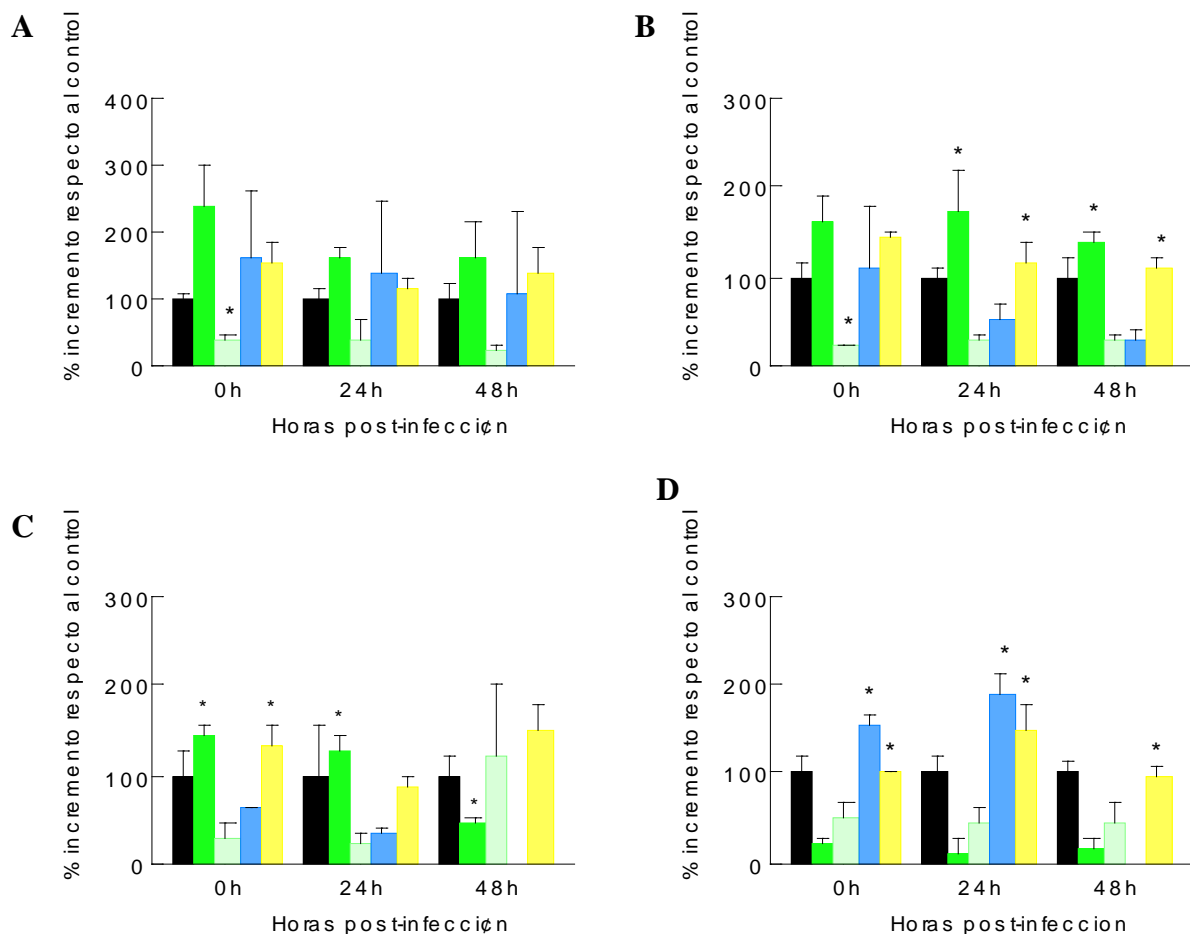 A
% incremento respecto al control
400
300
200
100
0
*
0h
24h
48h
Horas post-infecci¢n
B
% incremento respecto al control
300
200
100
0
*
*
*
*
*
0h
24h
48h
Horas post-infecci¢n
C
% incremento respecto al control
300
200
100
0
*
*
*
*
0h
24h
48h
Horas post-infecci¢n
D
% incremento respecto al control
300
200
100
0
*
*
*
*
*
0h
24h
48h
Horas post-infeccion